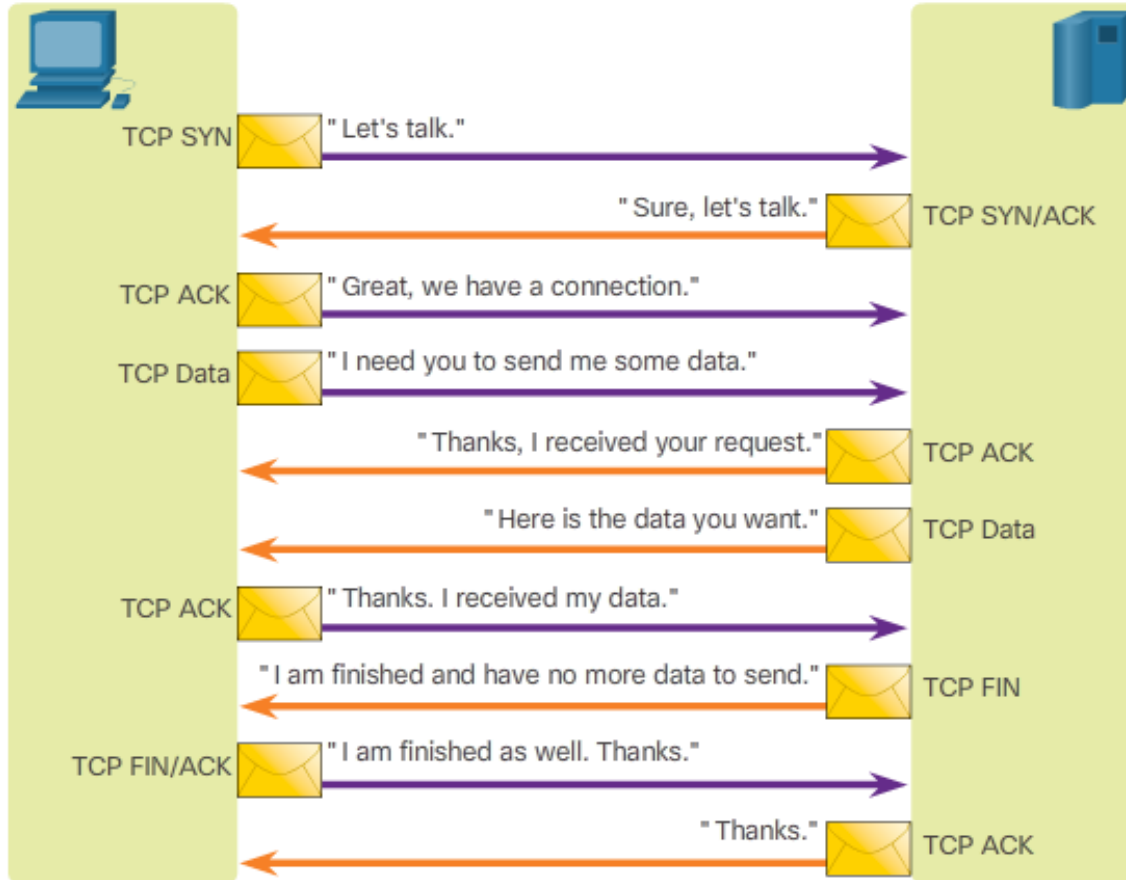 TCP SYN "Let's talk."
"Sure, let's talk." TCP SYN/ACK
TCP ACK "Great, we have a connection."
TCP Data "I need you to send me some data."
"Thanks, I received your request." TCP ACK
"Here is the data you want." TCP Data
TCP ACK "Thanks. I received my data."
"I am finished and have no more data to send." TCP FIN
TCP FIN/ACK "I am finished as well. Thanks."
"Thanks." TCP ACK